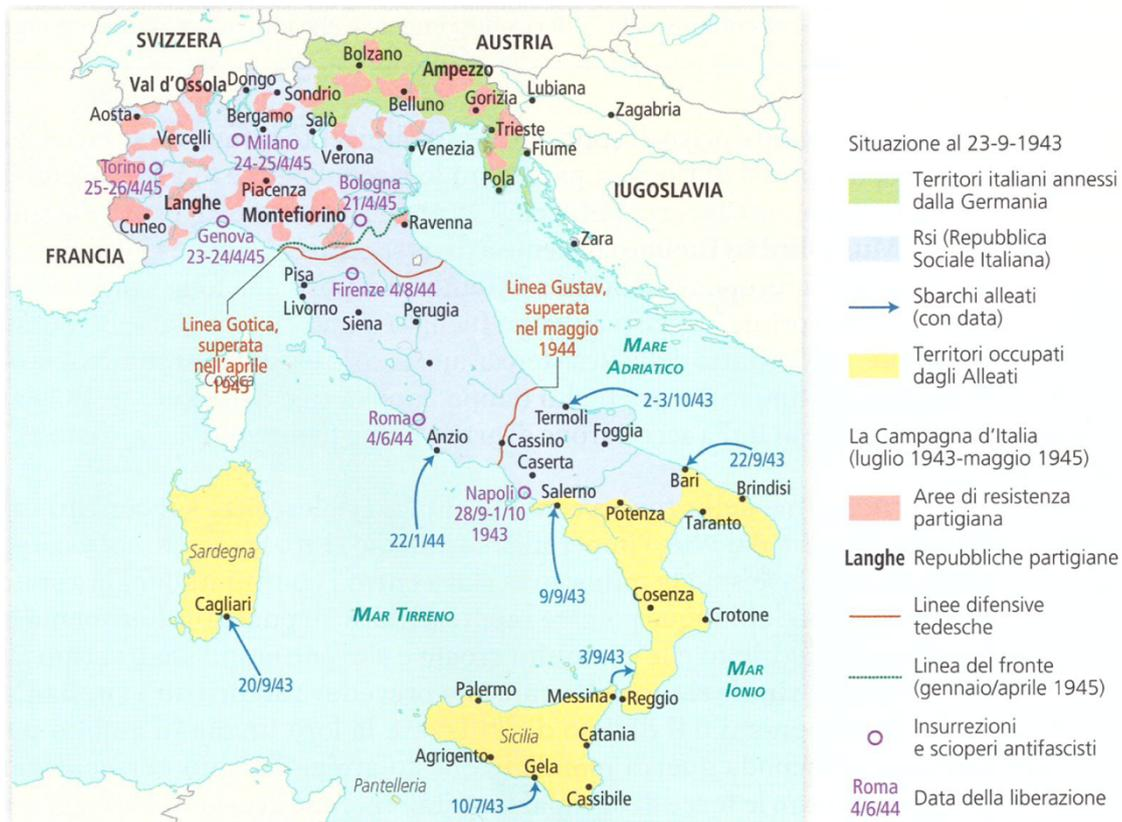 SVIZZERA
AUSTRIA
Bolzano
Ampezzo
Val d'Ossola
Dongo
Sondrio
Belluno
Gorizia
Lubiana
Zagabria
Aosta
Bergamo
Salò
Trieste
Vercelli
Milano
24-25/4/45
Verona
Venezia
Fiume
Torino
25-26/4/45
Piacenza
Bologna
21/4/45
Pola
IUGOSLAVIA
Langhe
Montefiorino
Cuneo
Genova
23-24/4/45
Ravenna
Zara
FRANCIA
Pisa
Firenze 4/8/44
Livorno
Siena
Perugia
Linea Gustav,
superata
nel maggio
1944
Linea Gotica,
superata
nell'aprile
1945
Corsica
MARE
ADRIATICO
2-3/10/43
Termoli
Roma
4/6/44
Anzio
Cassino
Foggia
Caserta
22/9/43
Bari
Napoli
28/9-1/10
1943
Salerno
Brindisi
Potenza
Taranto
22/1/44
Sardegna
9/9/43
Cagliari
MAR TIRRENO
Cosenza
Crotone
20/9/43
3/9/43
MAR
IONIO
Palermo
Messina
Reggio
Sicilia
Catania
Agrigento
Gela
Pantelleria
10/7/43
Cassibile
Situazione al 23-9-1943
Territori italiani annessi
dalla Germania
Rsi (Repubblica
Sociale Italiana)
Sbarchi alleati
(con data)
Territori occupati
dagli Alleati
La Campagna d'Italia
(luglio 1943-maggio 1945)
Aree di resistenza
partigiana
Langhe Repubbliche partigiane
Linee difensive
tedesche
Linea del fronte
(gennaio/aprile 1945)
Insurrezioni
e scioperi antifascisti
Roma
4/6/44 Data della liberazione